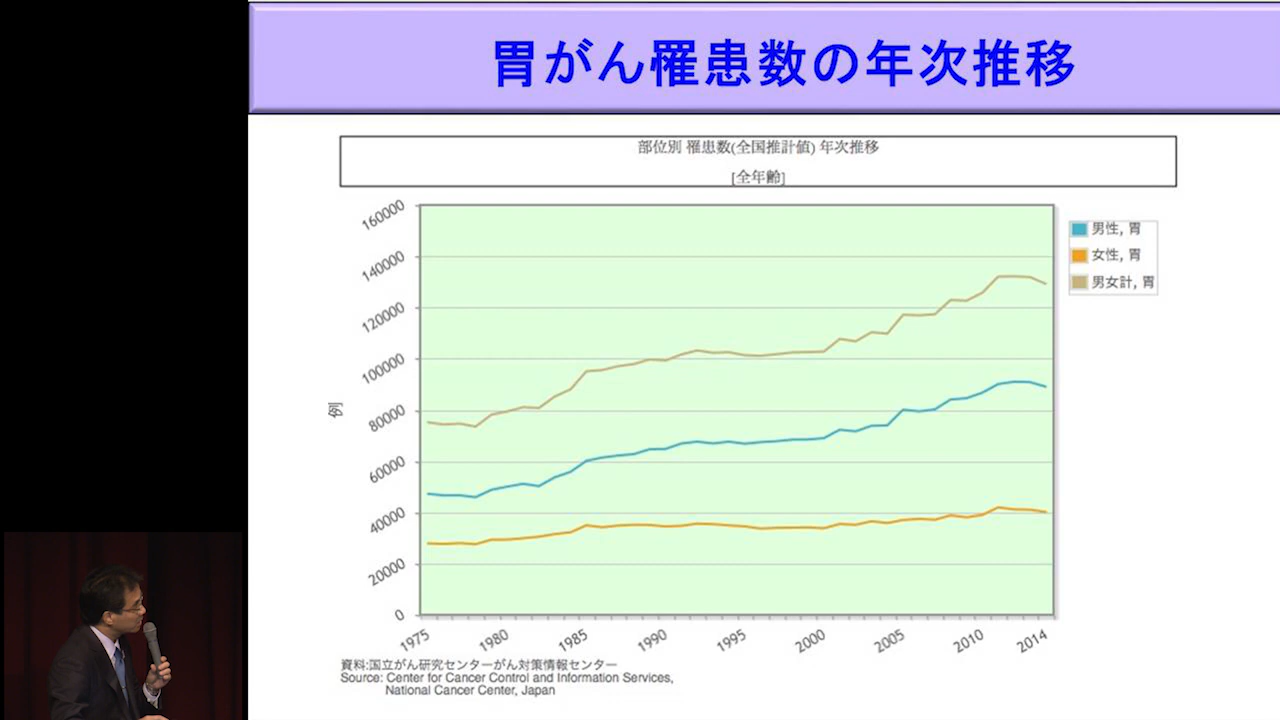 胃がん罹患数の年次推移
部位別 罹患数(全国推計値) 年次推移
[全年齢]
160000
140000
120000
100000
80000
60000
40000
20000
0
例
1975
1980
1985
1990
1995
2000
2005
2010
2014
男性, 胃
女性, 胃
男女計, 胃
資料:国立がん研究センターがん対策情報センター
Source: Center for Cancer Control and Information Services,
National Cancer Center, Japan